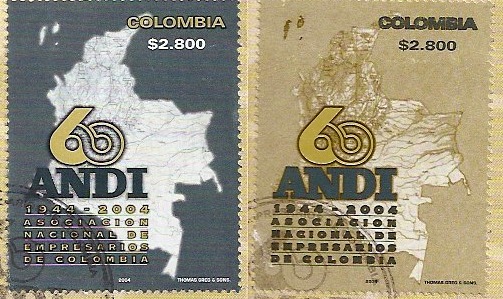 COLOMBIA
$2.800
60
ANDI
1944 - 2004
ASOCIACION
NACIONAL DE
EMPRESARIOS
DE COLOMBIA
2004
THOMAS GREG & SONS.
COLOMBIA
$2.800
60
ANDI
1944 - 2004
ASOCIACION
NACIONAL DE
EMPRESARIOS
DE COLOMBIA
THOMAS GREG & SONS.